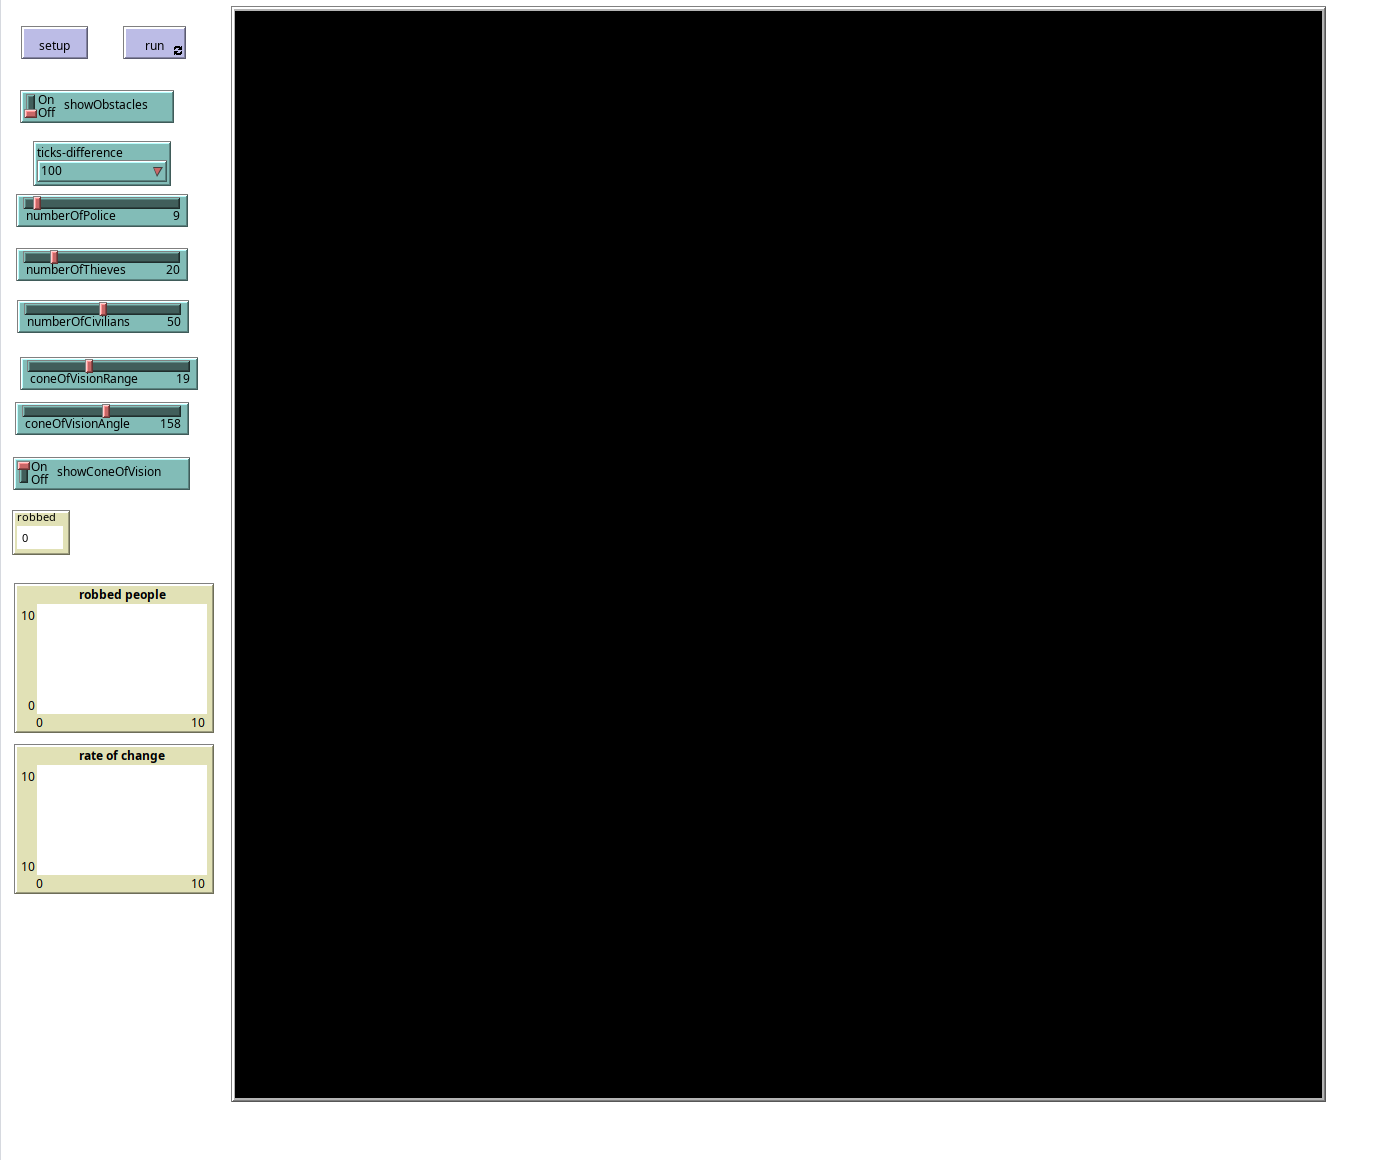 setup
run
On
Off
showObstacles
ticks-difference
100
numberOfPolice 9
numberOfThieves 20
numberOfCivilians 50
coneOfVisionRange 19
coneOfVisionAngle 158
On
Off
showConeOfVision
robbed
0
robbed people
10
0
0 10
rate of change
10
10
0 10